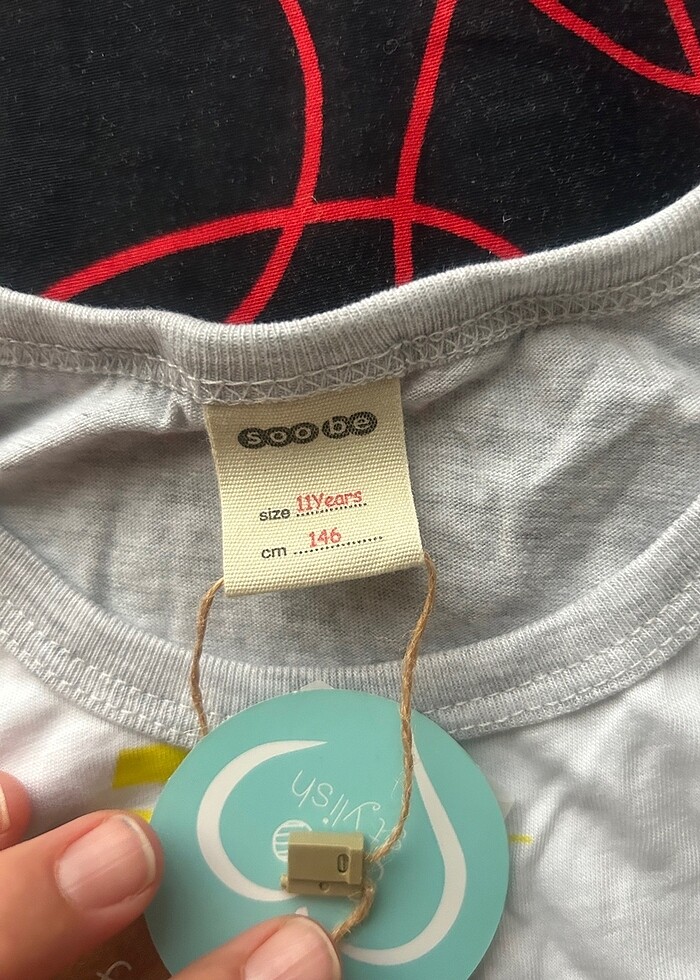 soobe
size 11Years
cm 146
stylish